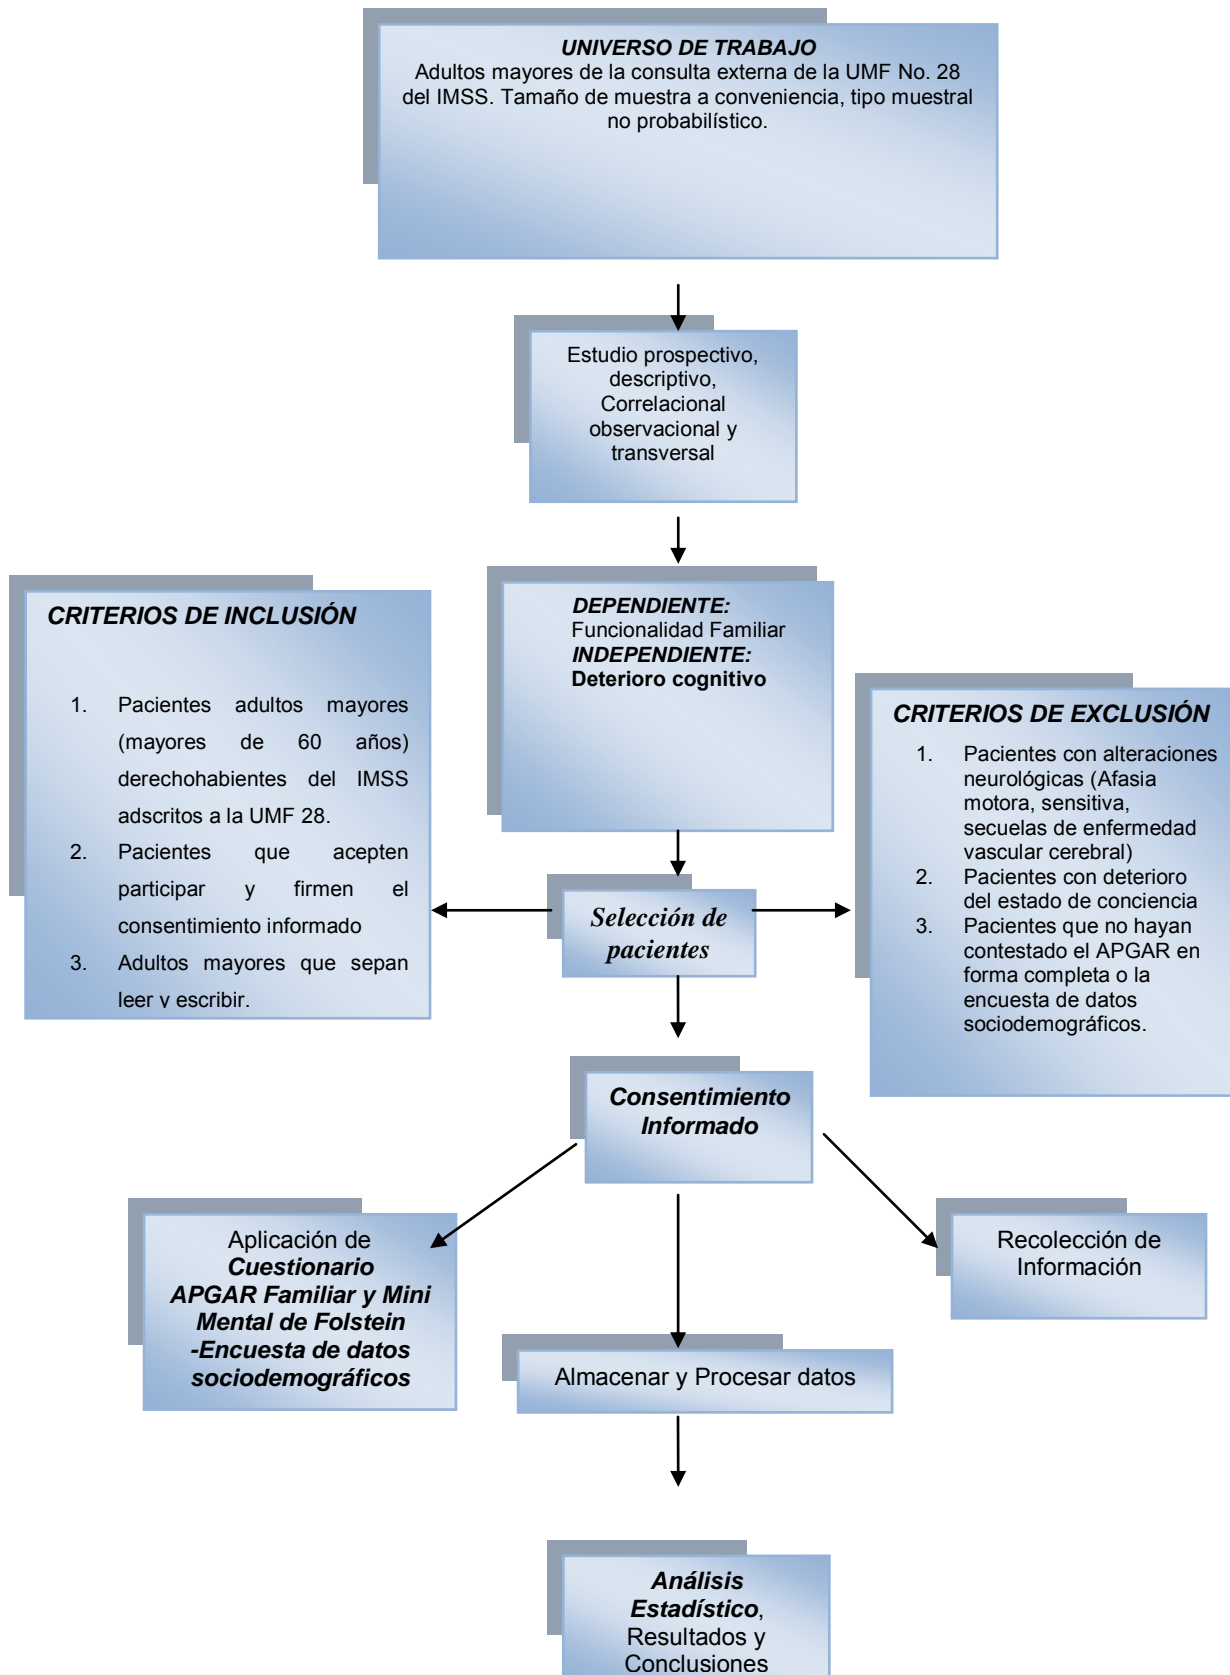 UNIVERSO DE TRABAJO
Adultos mayores de la consulta externa de la UMF No. 28
del IMSS. Tamaño de muestra a conveniencia, tipo muestral
no probabilístico.
Estudio prospectivo,
descriptivo,
Correlacional
observacional y
transversal
DEPENDIENTE:
Funcionalidad Familiar
INDEPENDIENTE:
Deterioro cognitivo
CRITERIOS DE INCLUSIÓN
1. Pacientes adultos mayores
(mayores de 60 años)
derechohabientes del IMSS
adscritos a la UMF 28.
2. Pacientes que acepten
participar y firmen el
consentimiento informado
3. Adultos mayores que sepan
leer y escribir.
CRITERIOS DE EXCLUSIÓN
1. Pacientes con alteraciones
neurológicas (Afasia
motora, sensitiva,
secuelas de enfermedad
vascular cerebral)
2. Pacientes con deterioro
del estado de conciencia
3. Pacientes que no hayan
contestado el APGAR en
forma completa o la
encuesta de datos
sociodemográficos.
Selección de
pacientes
Consentimiento
Informado
Aplicación de
Cuestionario
APGAR Familiar y Mini
Mental de Folstein
-Encuesta de datos
sociodemográficos
Recolección de
Información
Almacenar y Procesar datos
Análisis
Estadístico,
Resultados y
Conclusiones